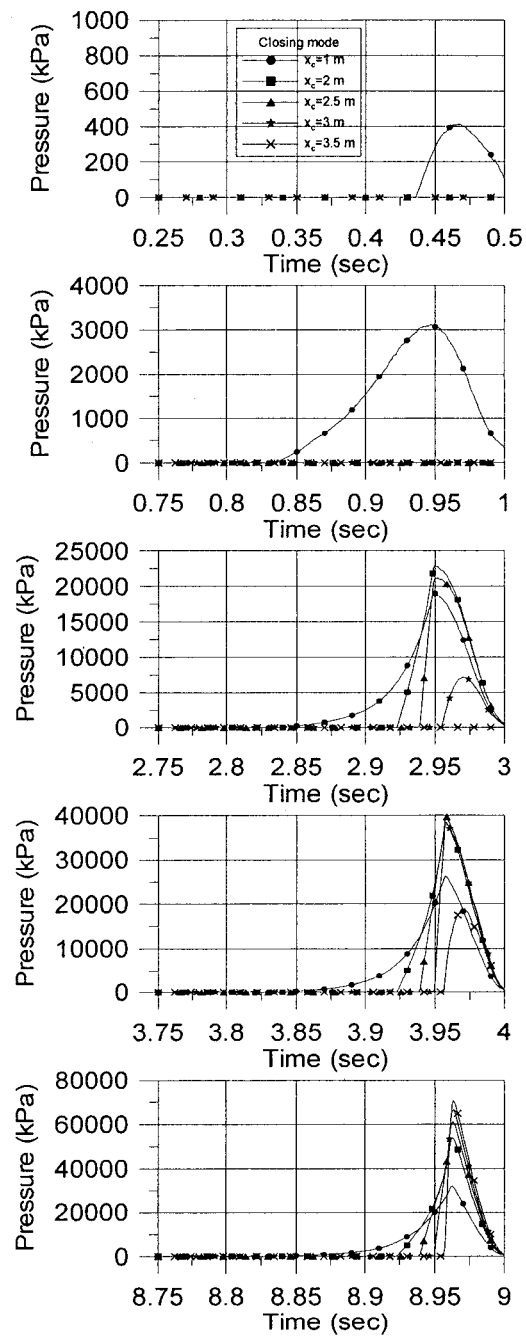 1000
800
600
400
200
0
Pressure (kPa)
Closing mode
x_c=1 m
x_c=2 m
x_c=2.5 m
x_c=3 m
x_c=3.5 m
0.25 0.3 0.35 0.4 0.45 0.5
Time (sec)
4000
3000
2000
1000
0
Pressure (kPa)
0.75 0.8 0.85 0.9 0.95 1
Time (sec)
25000
20000
15000
10000
5000
0
Pressure (kPa)
2.75 2.8 2.85 2.9 2.95 3
Time (sec)
40000
30000
20000
10000
0
Pressure (kPa)
3.75 3.8 3.85 3.9 3.95 4
Time (sec)
80000
60000
40000
20000
0
Pressure (kPa)
8.75 8.8 8.85 8.9 8.95 9
Time (sec)